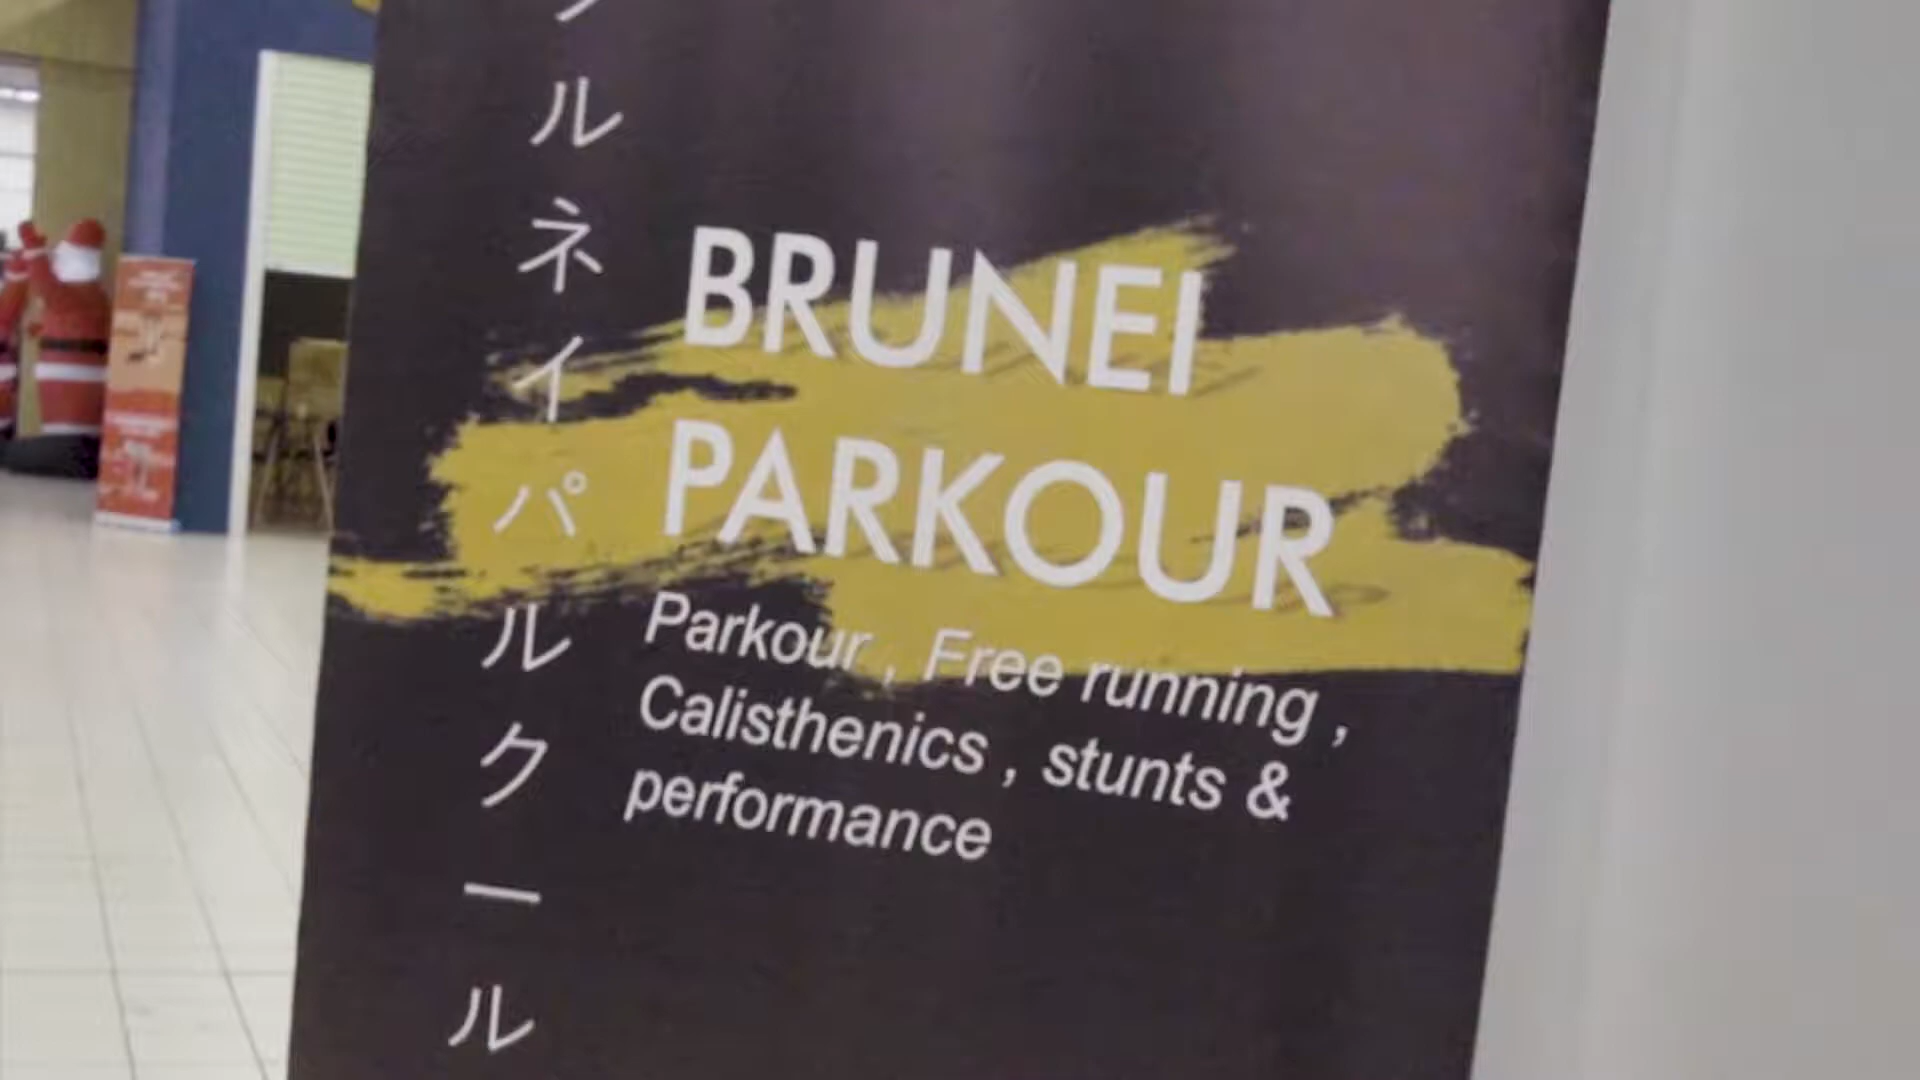 ルネイパルクール
BRUNEI
PARKOUR
Parkour , Free running ,
Calisthenics , stunts &
performance